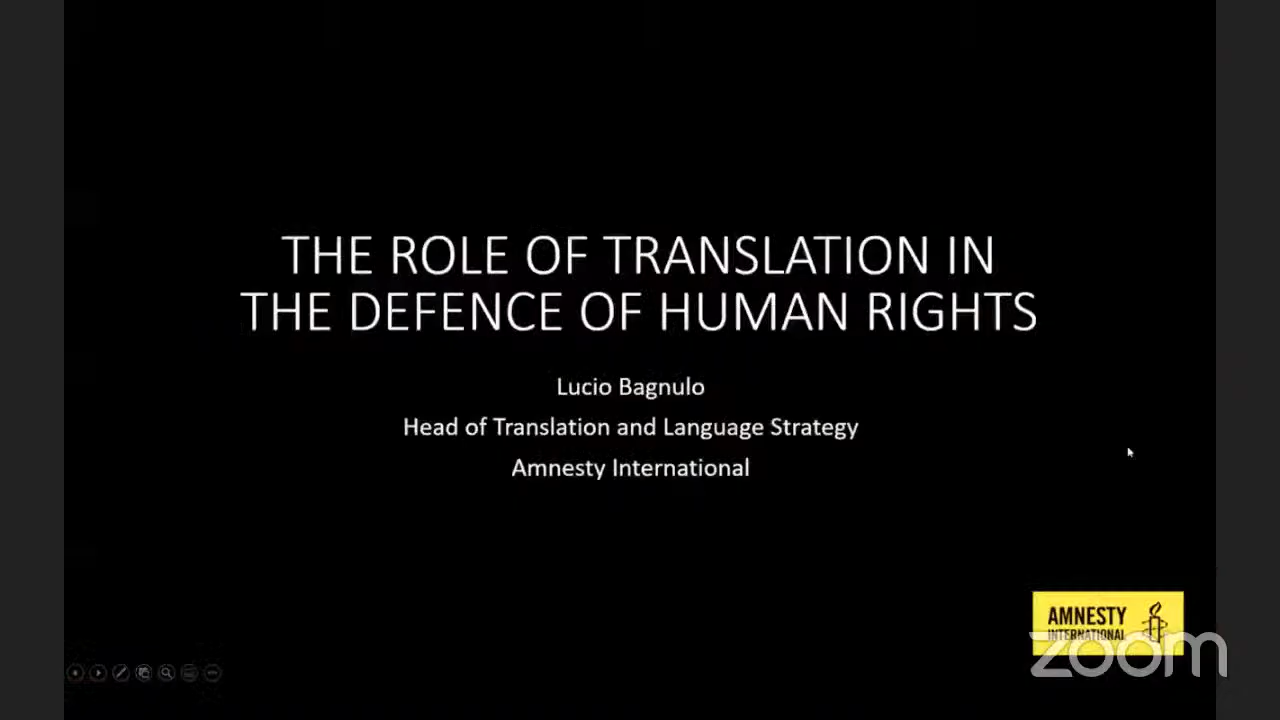 THE ROLE OF TRANSLATION IN
THE DEFENCE OF HUMAN RIGHTS
Lucio Bagnulo
Head of Translation and Language Strategy
Amnesty International
AMNESTY
INTERNATIONAL
zoom